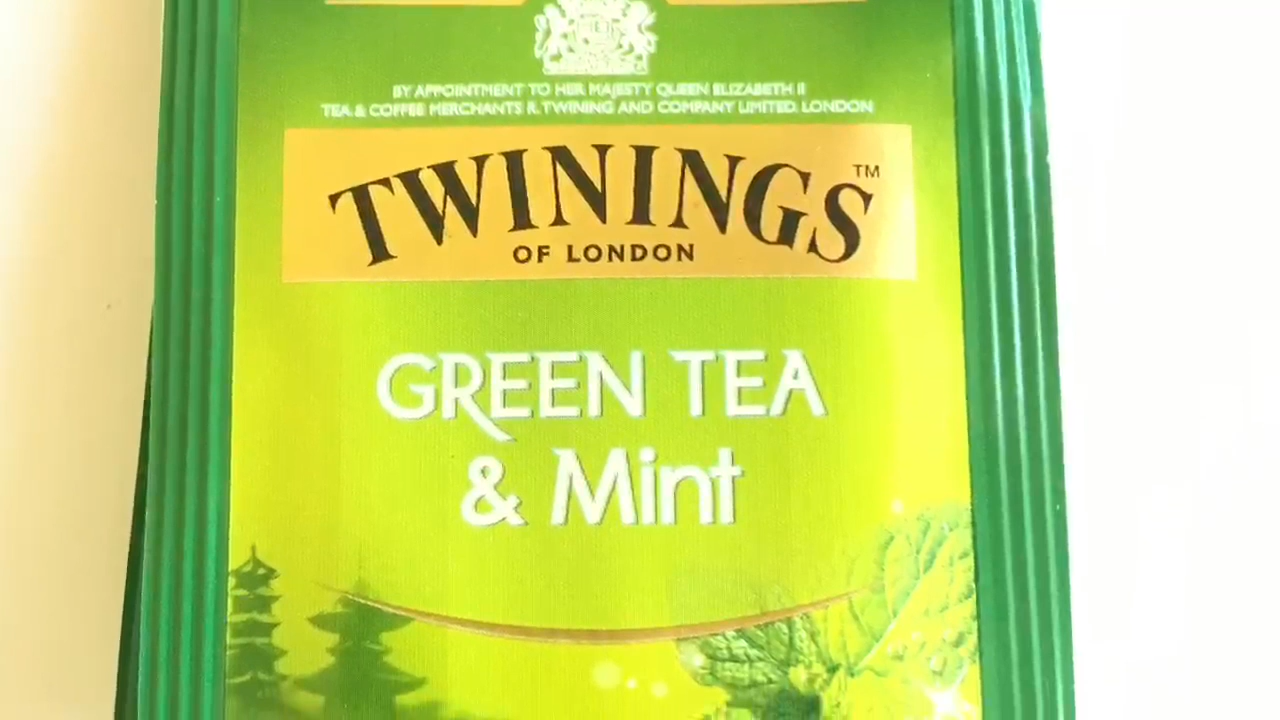 BY APPOINTMENT TO HER MAJESTY QUEEN ELIZABETH II
TEA & COFFEE MERCHANTS R. TWINING AND COMPANY LIMITED. LONDON
TWININGS™
OF LONDON
GREEN TEA
& Mint